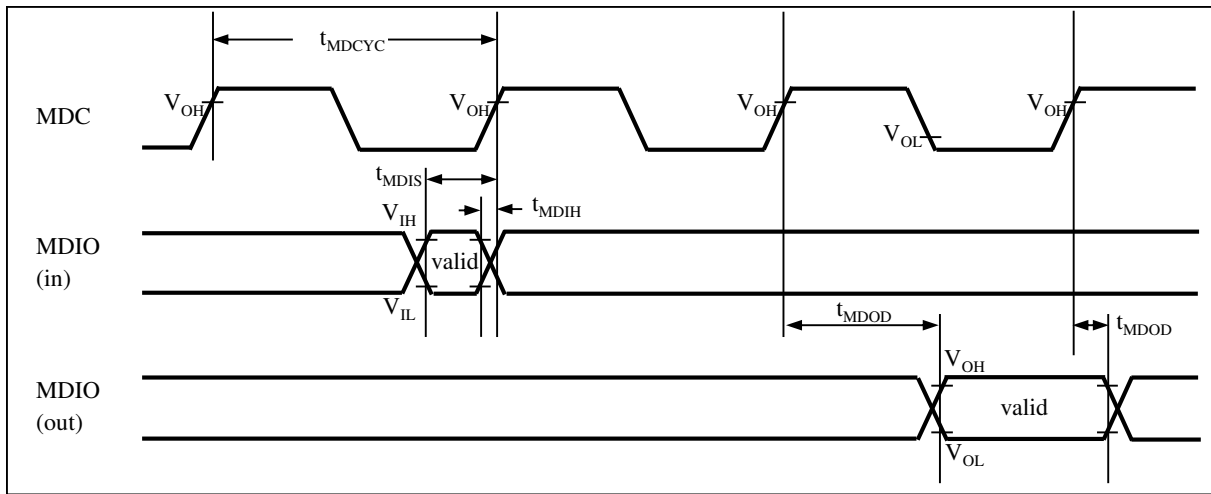 tMDCYC
MDC
VOH
VOH
VOH
VOL
VOH
tMDIS
tMDIH
MDIO
(in)
VIH
valid
VIL
tMDOD
tMDOD
MDIO
(out)
VOH
valid
VOL